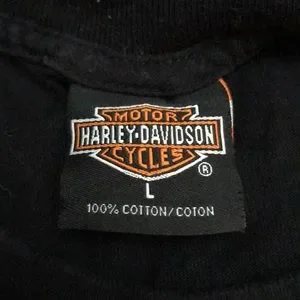 MOTOR
HARLEY-DAVIDSON
CYCLES
®
L
100% COTTON/COTON